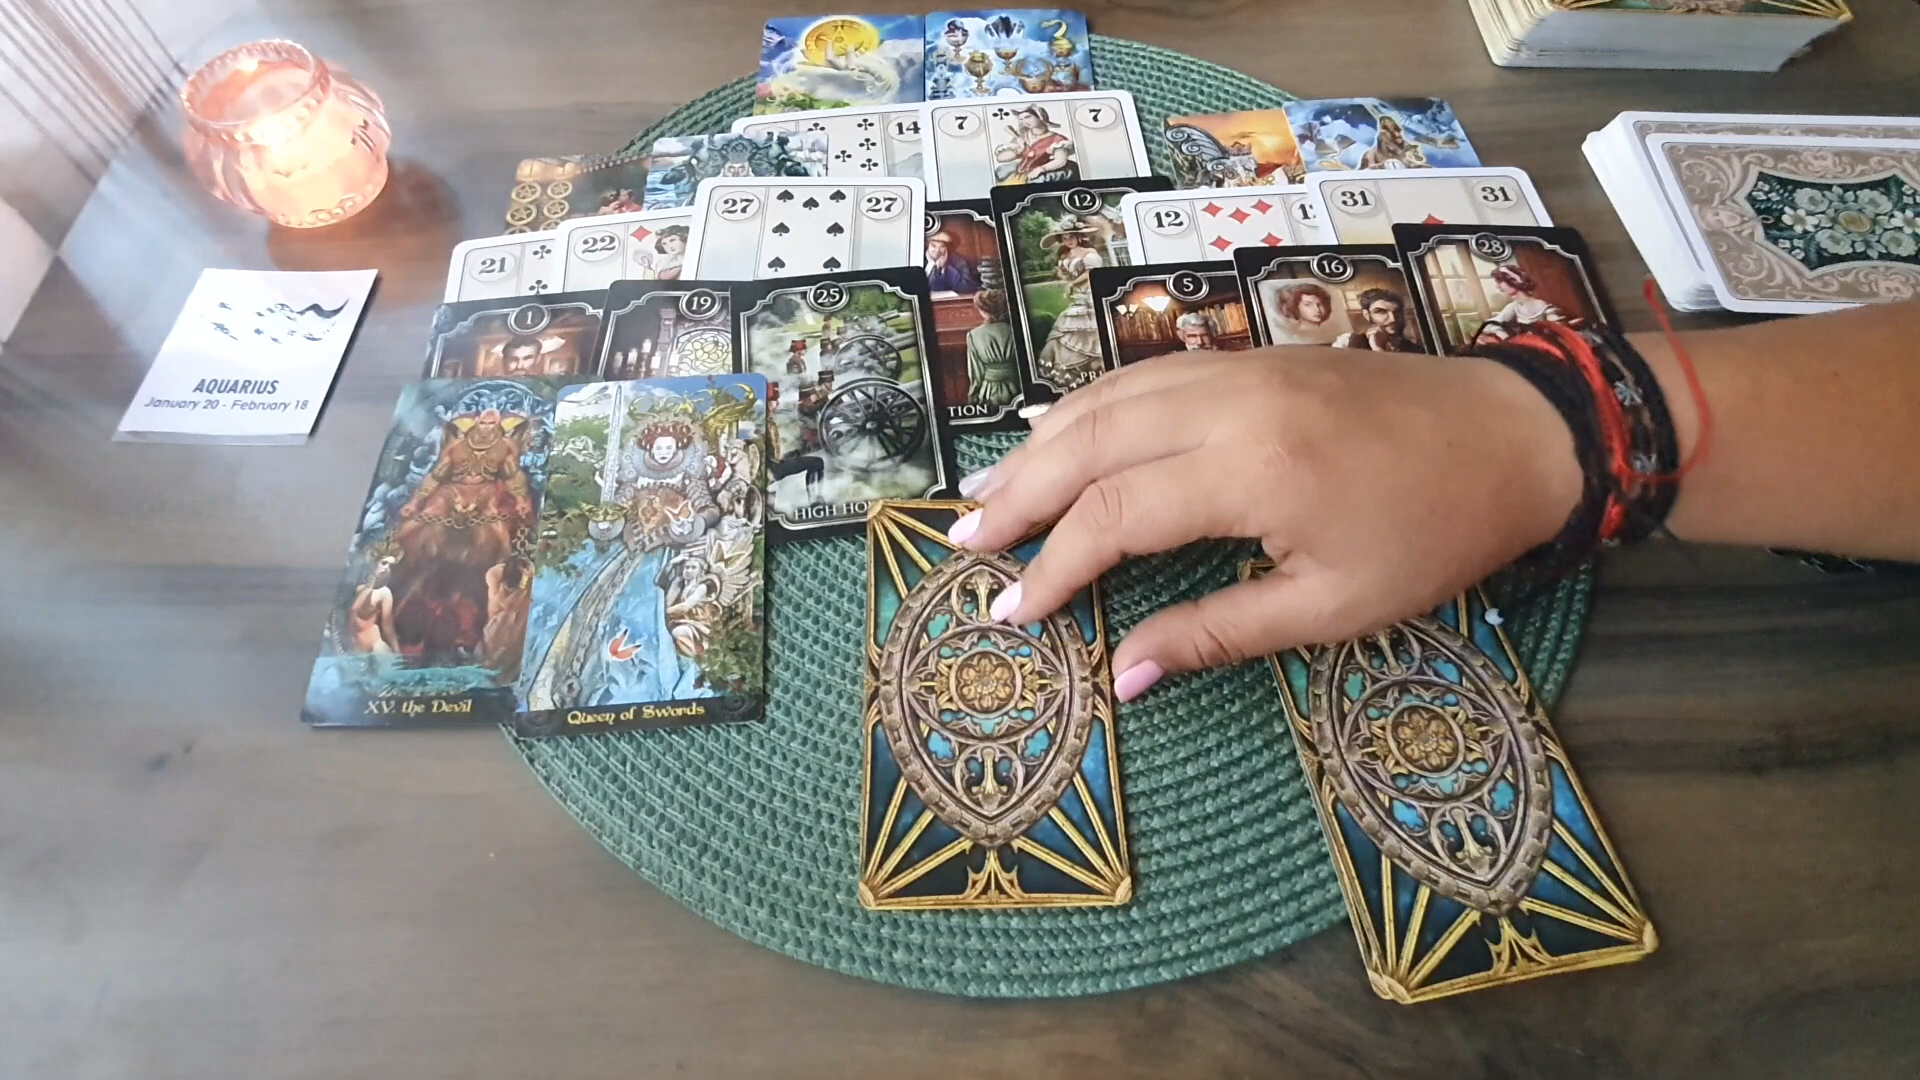 14
7
7
27
27
12
12
31
31
21
22
1
19
25
5
16
28
TION
PRI
HIGH HO
AQUARIUS
January 20 - February 18
XV. the Devil
Queen of Swords